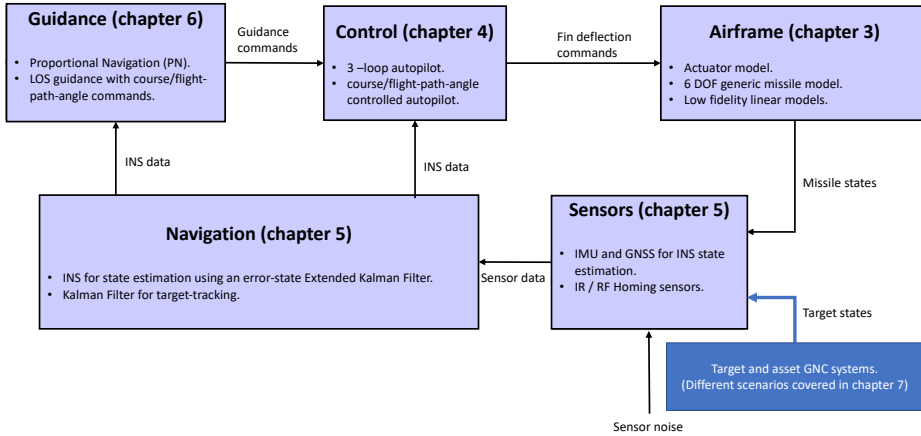 Guidance (chapter 6)
• Proportional Navigation (PN).
• LOS guidance with course/flight-
path-angle commands.
Guidance
commands
Control (chapter 4)
• 3 –loop autopilot.
• course/flight-path-angle
controlled autopilot.
Fin deflection
commands
Airframe (chapter 3)
• Actuator model.
• 6 DOF generic missile model.
• Low fidelity linear models.
INS data
INS data
Missile states
Navigation (chapter 5)
• INS for state estimation using an error-state Extended Kalman Filter.
• Kalman Filter for target-tracking.
Sensor data
Sensors (chapter 5)
• IMU and GNSS for INS state
estimation.
• IR / RF Homing sensors.
Target states
Target and asset GNC systems.
(Different scenarios covered in chapter 7)
Sensor noise